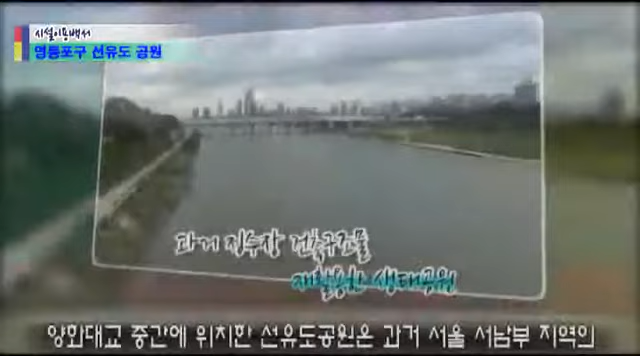 시설이용백서
영등포구 선유도 공원
과거 정수장 건축구조물
재활용한 생태공원
양화대교 중간에 위치한 선유도공원은 과거 서울 서남부 지역의